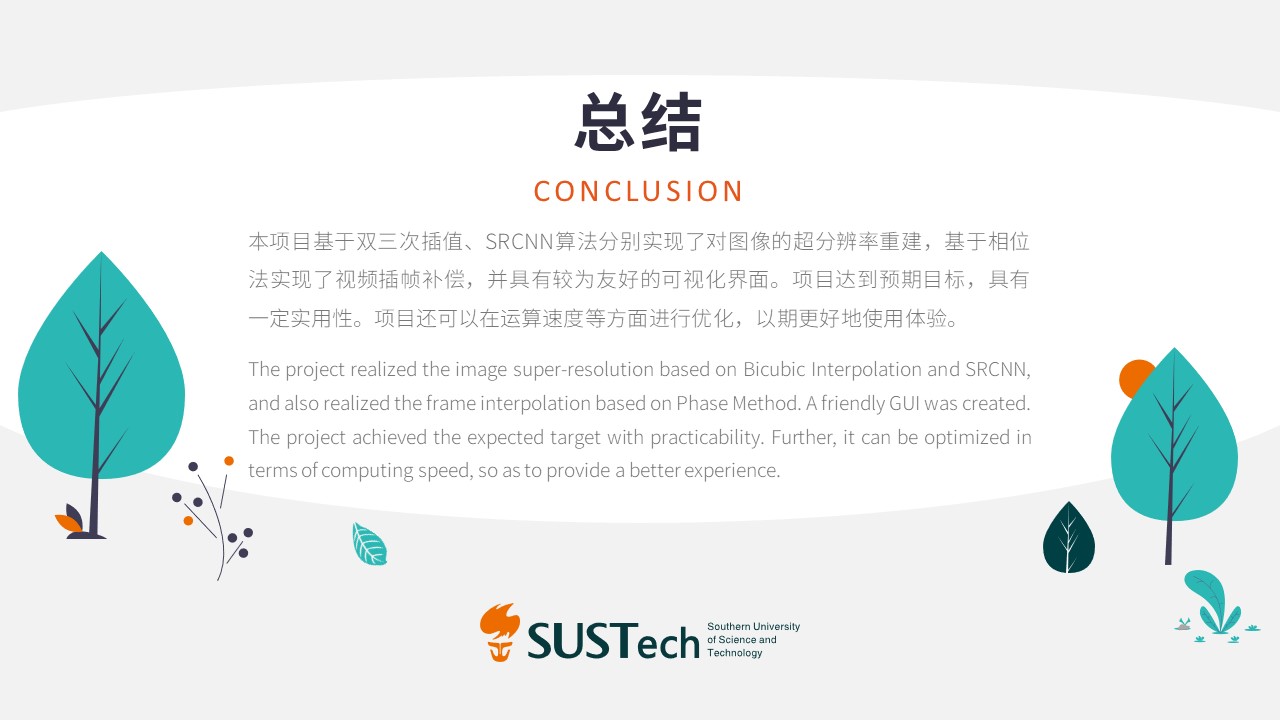 总结
CONCLUSION
本项目基于双三次插值、SRCNN算法分别实现了对图像的超分辨率重建，基于相位
法实现了视频插帧补偿，并具有较为友好的可视化界面。项目达到预期目标，具有
一定实用性。项目还可以在运算速度等方面进行优化，以期更好地使用体验。
The project realized the image super-resolution based on Bicubic Interpolation and SRCNN,
and also realized the frame interpolation based on Phase Method. A friendly GUI was created.
The project achieved the expected target with practicability. Further, it can be optimized in
terms of computing speed, so as to provide a better experience.
SUSTech
Southern University
of Science and
Technology